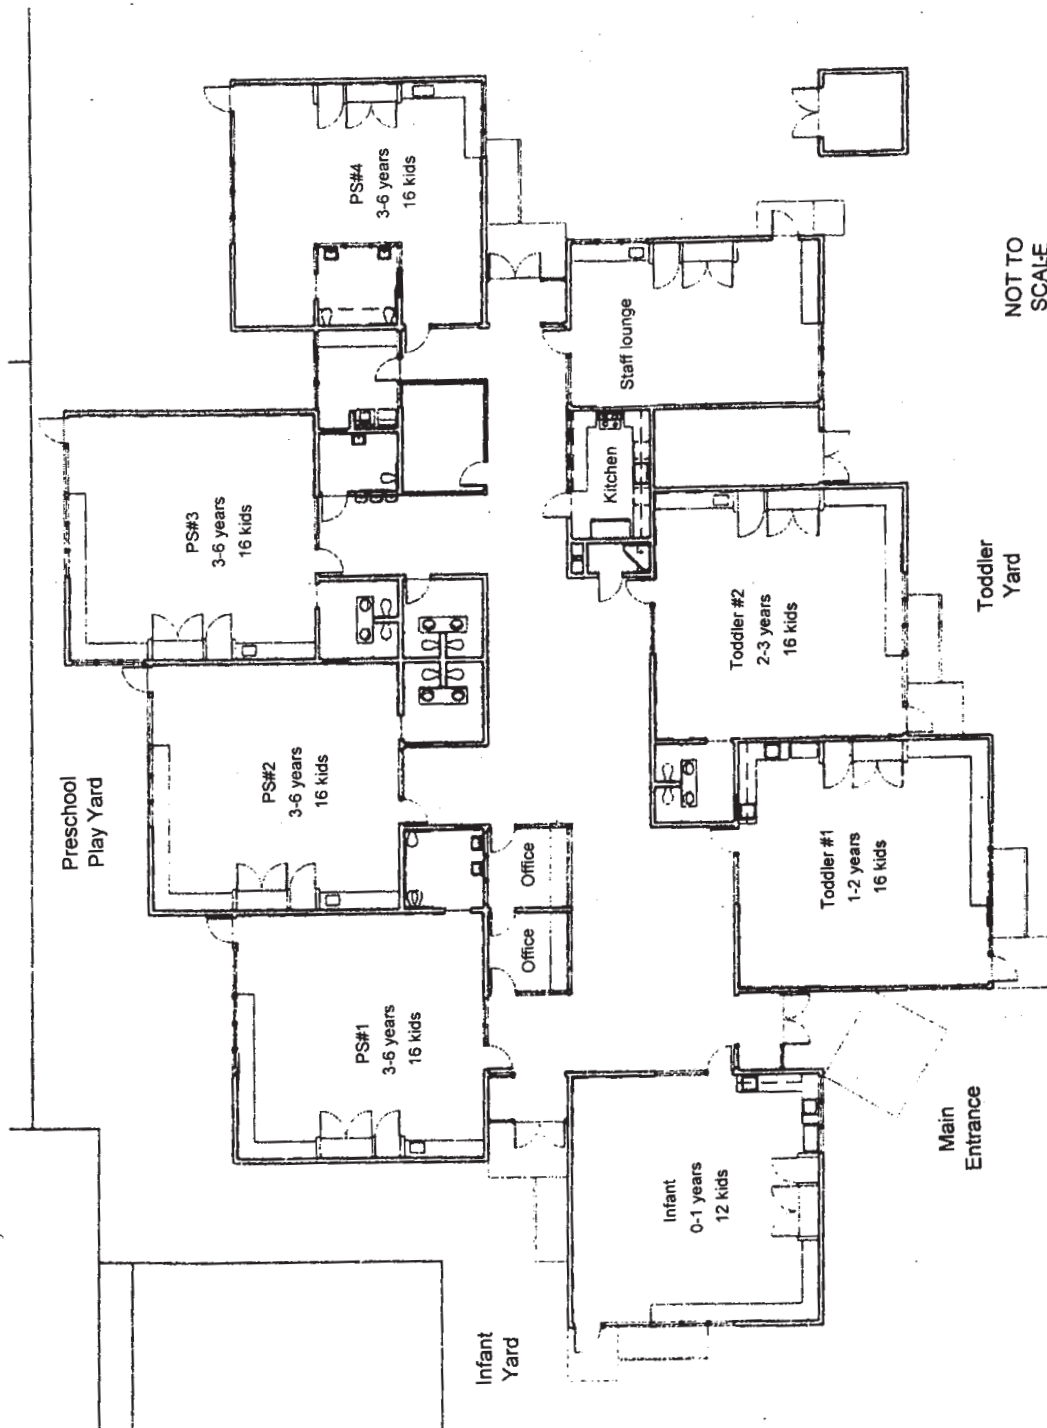 Preschool
Play Yard
PS#1
3-6 years
16 kids
PS#2
3-6 years
16 kids
PS#3
3-6 years
16 kids
PS#4
3-6 years
16 kids
Office
Office
Kitchen
Staff lounge
Infant
Yard
Infant
0-1 years
12 kids
Main
Entrance
Toddler #1
1-2 years
16 kids
Toddler #2
2-3 years
16 kids
Toddler
Yard
NOT TO
SCALE